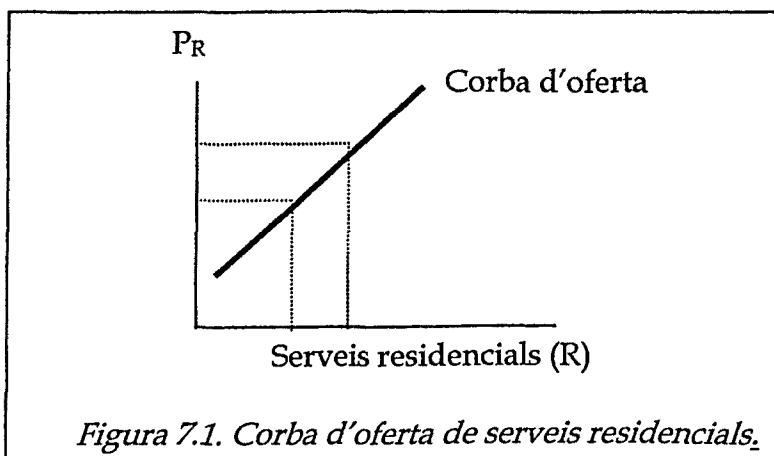 PR
Corba d'oferta
Serveis residencials (R)
Figura 7.1. Corba d'oferta de serveis residencials.